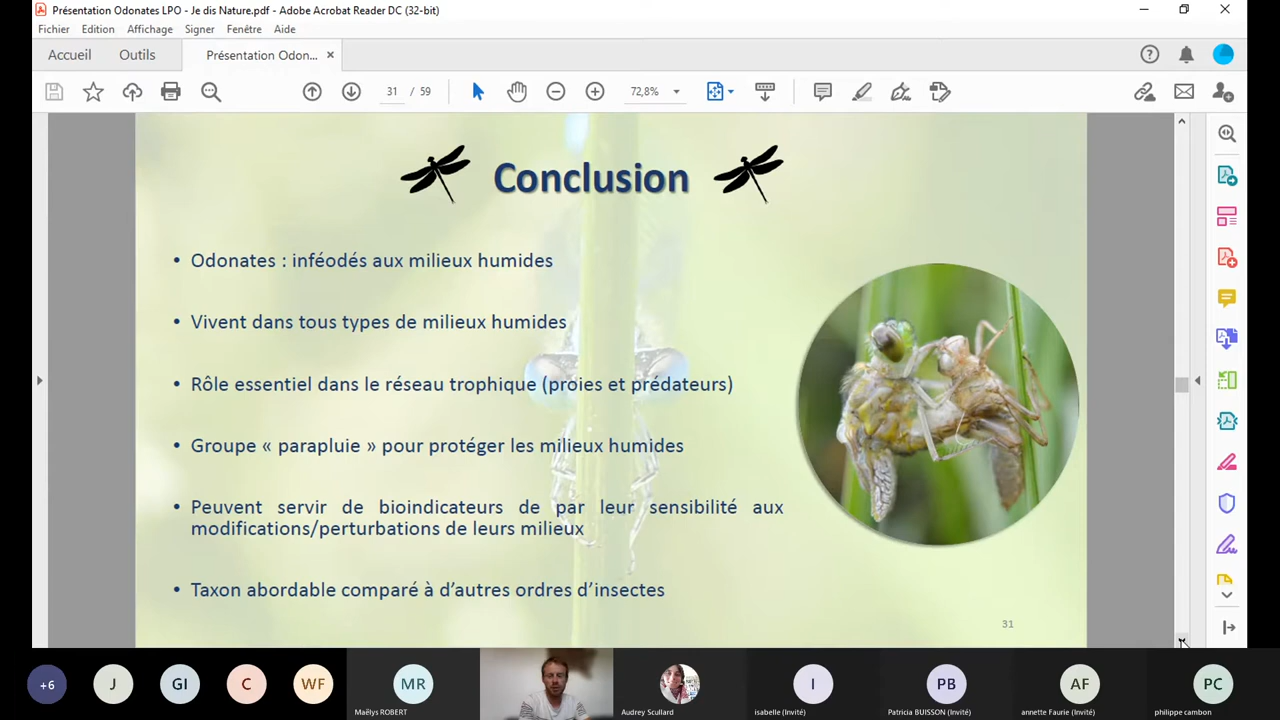 Présentation Odonates LPO - Je dis Nature.pdf - Adobe Acrobat Reader DC (32-bit)
Fichier Edition Affichage Signer Fenêtre Aide
Accueil Outils Présentation Odon... ×
31 / 59 72,8%
Conclusion
• Odonates : inféodés aux milieux humides
• Vivent dans tous types de milieux humides
• Rôle essentiel dans le réseau trophique (proies et prédateurs)
• Groupe « parapluie » pour protéger les milieux humides
• Peuvent servir de bioindicateurs de par leur sensibilité aux
modifications/perturbations de leurs milieux
• Taxon abordable comparé à d’autres ordres d’insectes
31
+6 J GI C WF MR I PB AF PC
Maëlys ROBERT Audrey Scullard isabelle (Invité) Patricia BUISSON (Invité) annette Faurie (Invité) philippe cambon